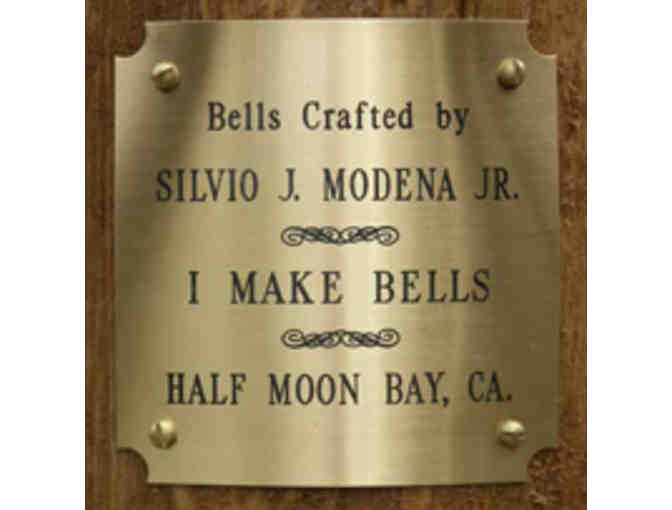 Bells Crafted by
SILVIO J. MODENA JR.
I MAKE BELLS
HALF MOON BAY, CA.